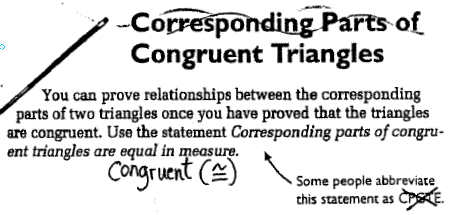 Corresponding Parts of
Congruent Triangles
You can prove relationships between the corresponding
parts of two triangles once you have proved that the triangles
are congruent. Use the statement Corresponding parts of congru-
ent triangles are equal in measure.
Congruent (≅)
Some people abbreviate
this statement as